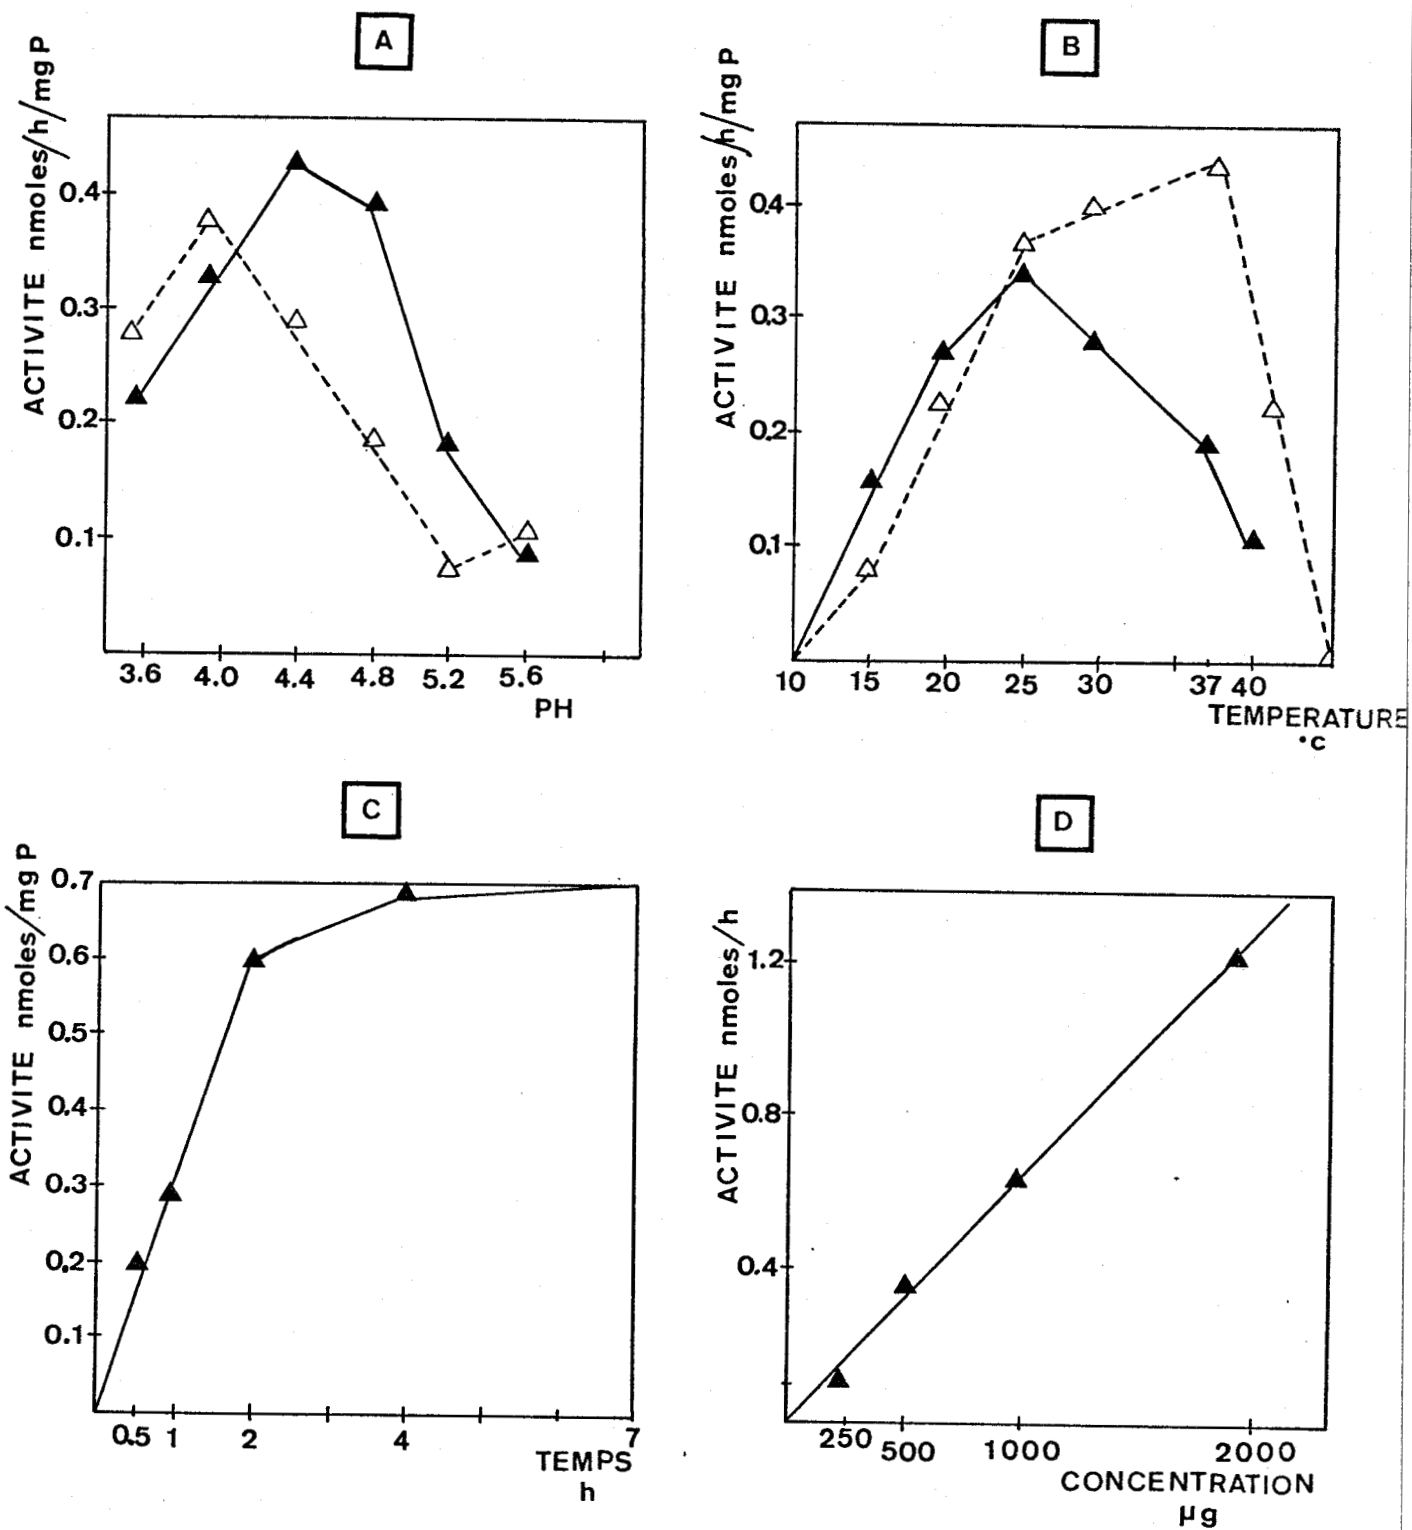 A
ACTIVITE nmoles/h/mg P
0.4
0.3
0.2
0.1
3.6 4.0 4.4 4.8 5.2 5.6
PH
B
ACTIVITE nmoles/h/mg P
0.4
0.3
0.2
0.1
10 15 20 25 30 37 40
TEMPERATURE
°c
C
ACTIVITE nmoles/mg P
0.7
0.6
0.5
0.4
0.3
0.2
0.1
0.5 1 2 4 7
TEMPS
h
D
ACTIVITE nmoles/h
1.2
0.8
0.4
250 500 1000 2000
CONCENTRATION
µg